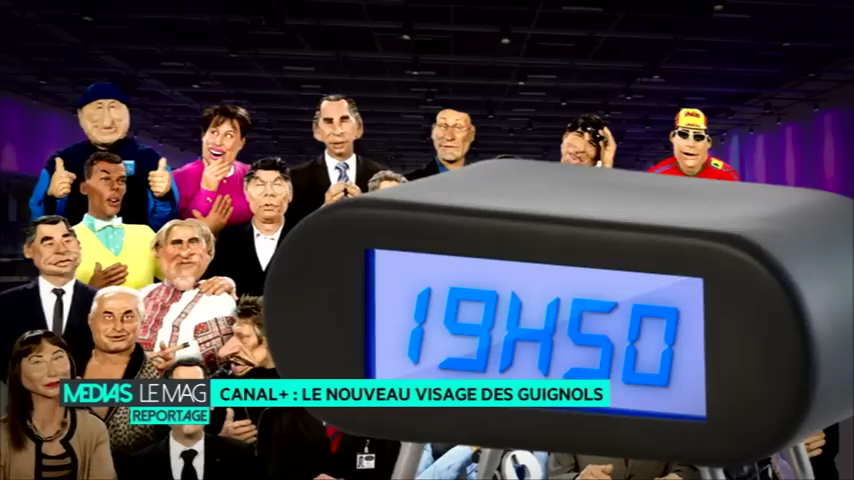 19H50
MEDIAS LE MAG
REPORTAGE
CANAL+ : LE NOUVEAU VISAGE DES GUIGNOLS